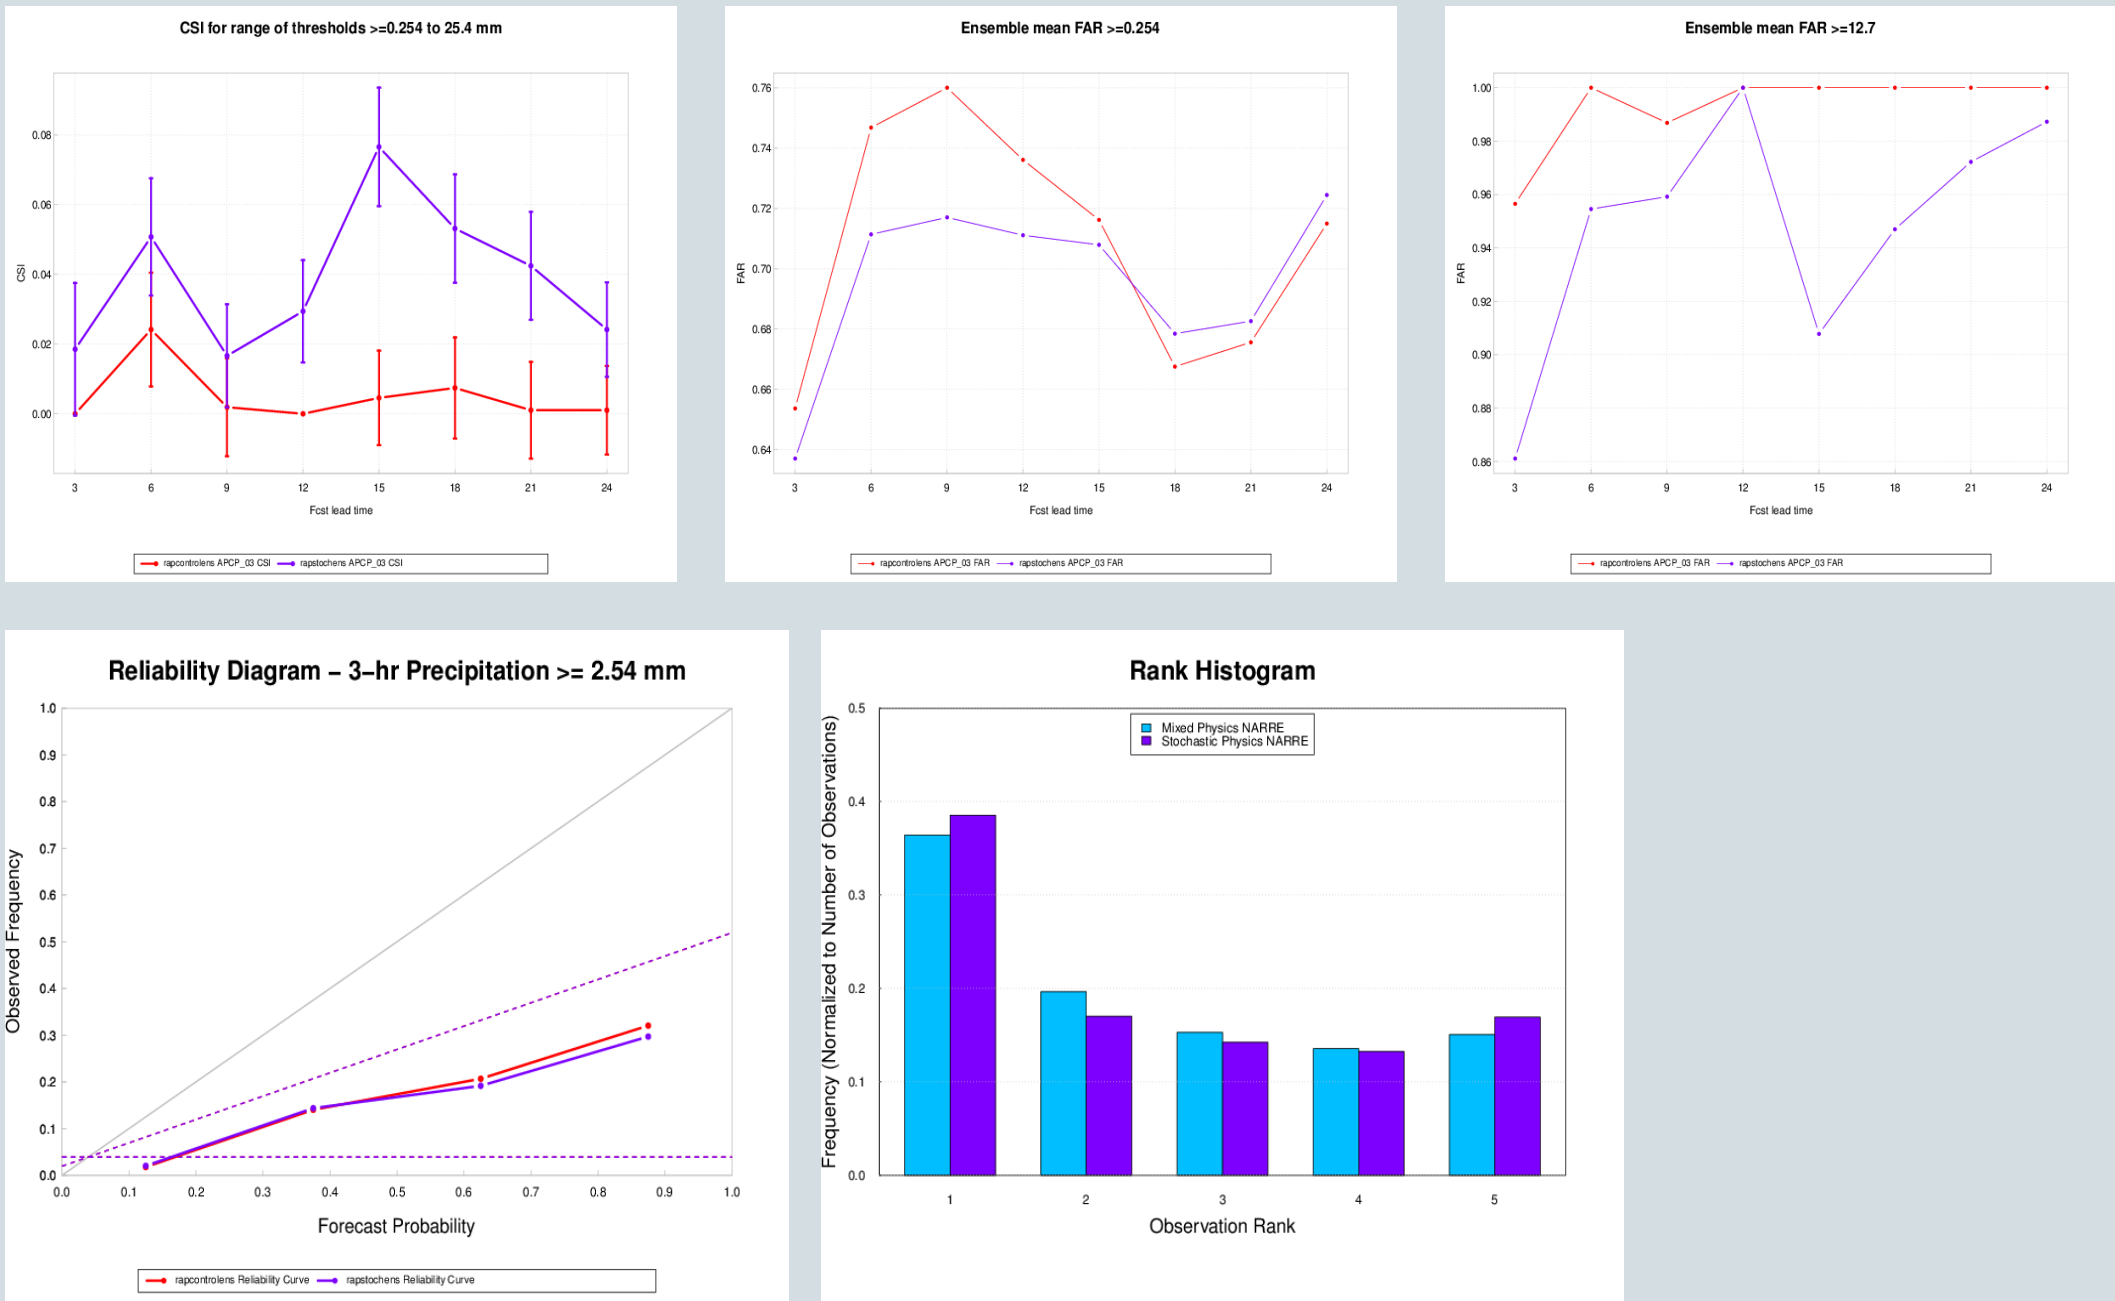 CSI for range of thresholds >=0.254 to 25.4 mm
CSI
0.08
0.06
0.04
0.02
0.00
3 6 9 12 15 18 21 24
Fcst lead time
rapcontrolens APCP_03 CSI rapstochens APCP_03 CSI
Ensemble mean FAR >=0.254
FAR
0.76
0.74
0.72
0.70
0.68
0.66
0.64
3 6 9 12 15 18 21 24
Fcst lead time
rapcontrolens APCP_03 FAR rapstochens APCP_03 FAR
Ensemble mean FAR >=12.7
FAR
1.00
0.98
0.96
0.94
0.92
0.90
0.88
0.86
3 6 9 12 15 18 21 24
Fcst lead time
rapcontrolens APCP_03 FAR rapstochens APCP_03 FAR
Reliability Diagram – 3–hr Precipitation >= 2.54 mm
Observed Frequency
1.0
0.9
0.8
0.7
0.6
0.5
0.4
0.3
0.2
0.1
0.0
0.0 0.1 0.2 0.3 0.4 0.5 0.6 0.7 0.8 0.9 1.0
Forecast Probability
rapcontrolens Reliability Curve rapstochens Reliability Curve
Rank Histogram
Frequency (Normalized to Number of Observations)
Mixed Physics NARRE
Stochastic Physics NARRE
0.5
0.4
0.3
0.2
0.1
0.0
1 2 3 4 5
Observation Rank